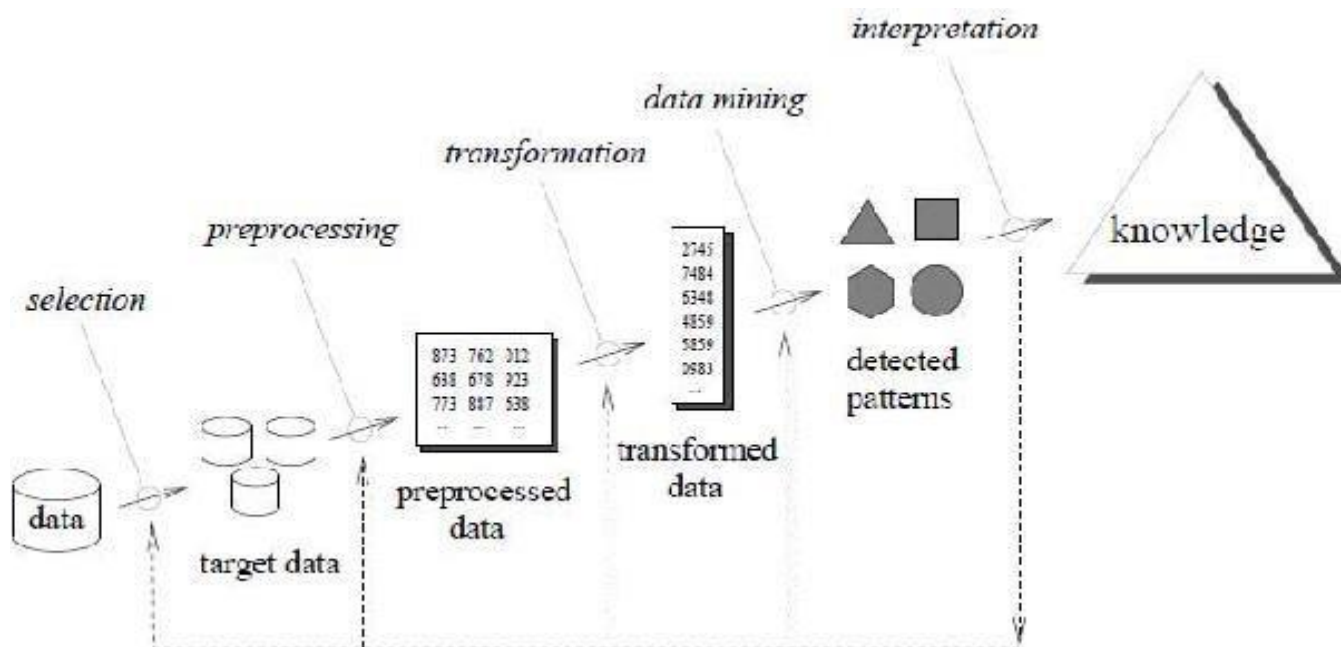 interpretation
data mining
transformation
preprocessing
selection
knowledge
2745
7484
5348
4859
5859
0983
...
873 762 012
638 678 923
773 887 538
... ... ...
detected
patterns
transformed
data
preprocessed
data
data
target data